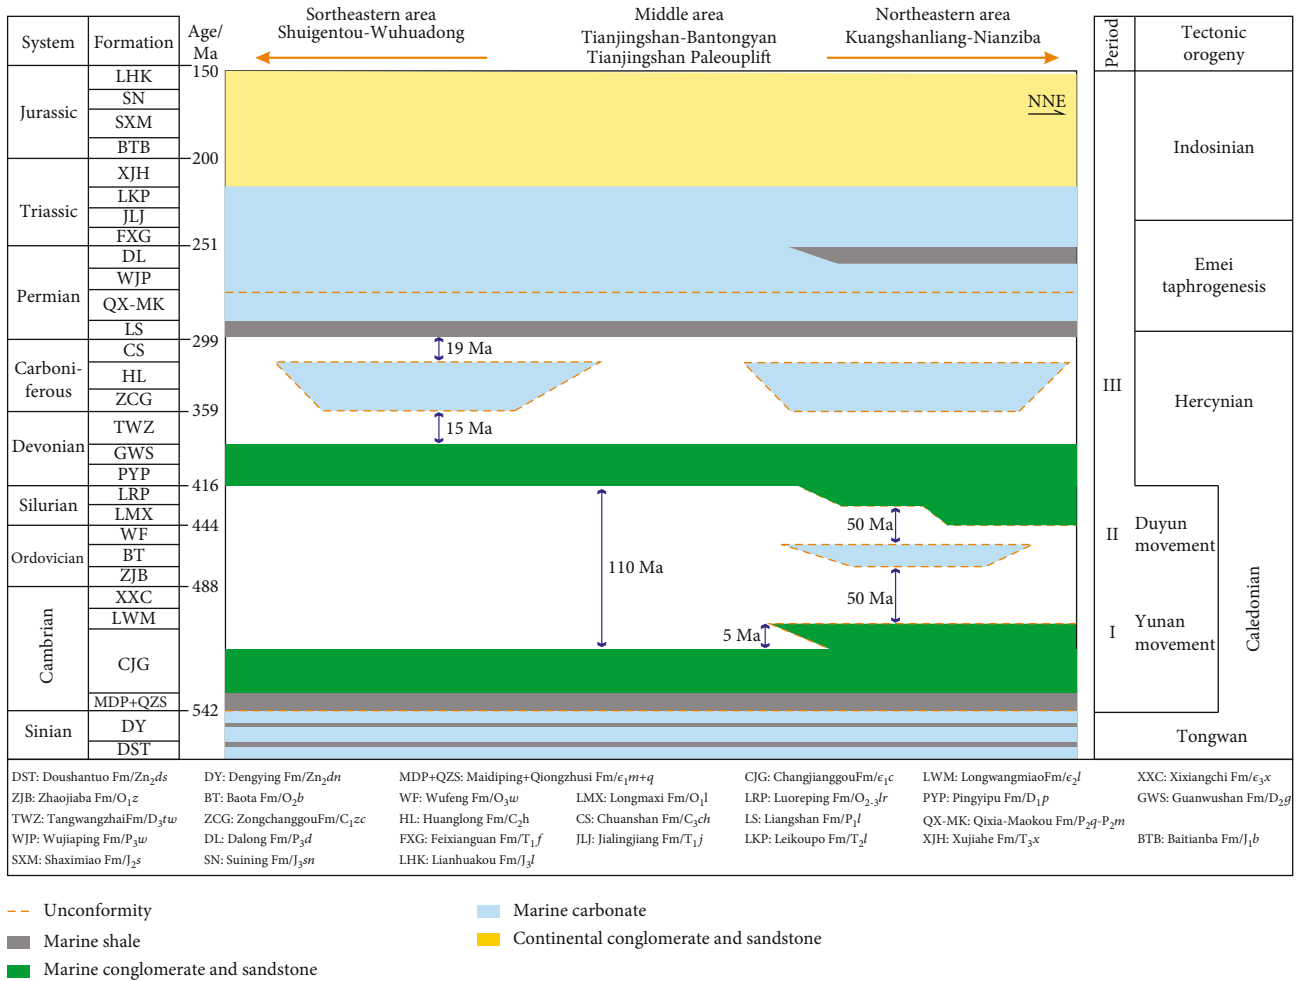 System
Formation
Age/
Ma
Sortheastern area
Shuigentou-Wuhuadong
Middle area
Tianjingshan-Bantongyan
Tianjingshan Paleouplift
Northeastern area
Kuangshanliang-Nianziba
Period
Tectonic
orogeny
Jurassic
Triassic
Permian
Carboni-
ferous
Devonian
Silurian
Ordovician
Cambrian
Sinian
LHK
SN
SXM
BTB
XJH
LKP
JLJ
FXG
DL
WJP
QX-MK
LS
CS
HL
ZCG
TWZ
GWS
PYP
LRP
LMX
WF
BT
ZJB
XXC
LWM
CJG
MDP+QZS
DY
DST
150
200
251
299
359
416
444
488
542
NNE
19 Ma
15 Ma
110 Ma
50 Ma
50 Ma
5 Ma
III
II
I
Indosinian
Emei
taphrogenesis
Hercynian
Duyun
movement
Yunan
movement
Caledonian
Tongwan
DST: Doushantuo Fm/Zn₂ds DY: Dengying Fm/Zn₂dn MDP+QZS: Maidiping+Qiongzhusi Fm/ϵ₁m+q CJG: ChangjianggouFm/ϵ₁c LWM: LongwangmiaoFm/ϵ₂l XXC: Xixiangchi Fm/ϵ₃x
ZJB: Zhaojiaba Fm/O₁z BT: Baota Fm/O₂b WF: Wufeng Fm/O₃w LMX: Longmaxi Fm/O₁l LRP: Luoreping Fm/O₂₋₃lr PYP: Pingyipu Fm/D₁p GWS: Guanwushan Fm/D₂g
TWZ: TangwangzhaiFm/D₃tw ZCG: ZongchanggouFm/C₁zc HL: Huanglong Fm/C₂h CS: Chuanshan Fm/C₃ch LS: Liangshan Fm/P₁l QX-MK: Qixia-Maokou Fm/P₂q-P₂m
WJP: Wujiaping Fm/P₃w DL: Dalong Fm/P₃d FXG: Feixianguan Fm/T₁f JLJ: Jialingjiang Fm/T₁j LKP: Leikoupo Fm/T₂l XJH: Xujiahe Fm/T₃x BTB: Baitianba Fm/J₁b
SXM: Shaximiao Fm/J₂s SN: Suining Fm/J₃sn LHK: Lianhuakou Fm/J₃l
Unconformity
Marine shale
Marine conglomerate and sandstone
Marine carbonate
Continental conglomerate and sandstone